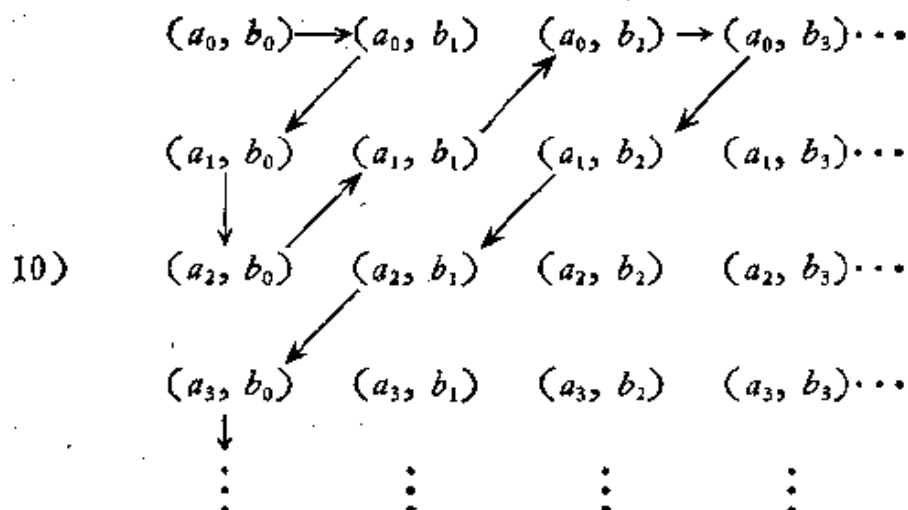 (a₀, b₀)→(a₀, b₁) (a₀, b₂)→(a₀, b₃)···
(a₁, b₀) (a₁, b₁) (a₁, b₂) (a₁, b₃)···
10) (a₂, b₀) (a₂, b₁) (a₂, b₂) (a₂, b₃)···
(a₃, b₀) (a₃, b₁) (a₃, b₂) (a₃, b₃)···
⋮ ⋮ ⋮ ⋮